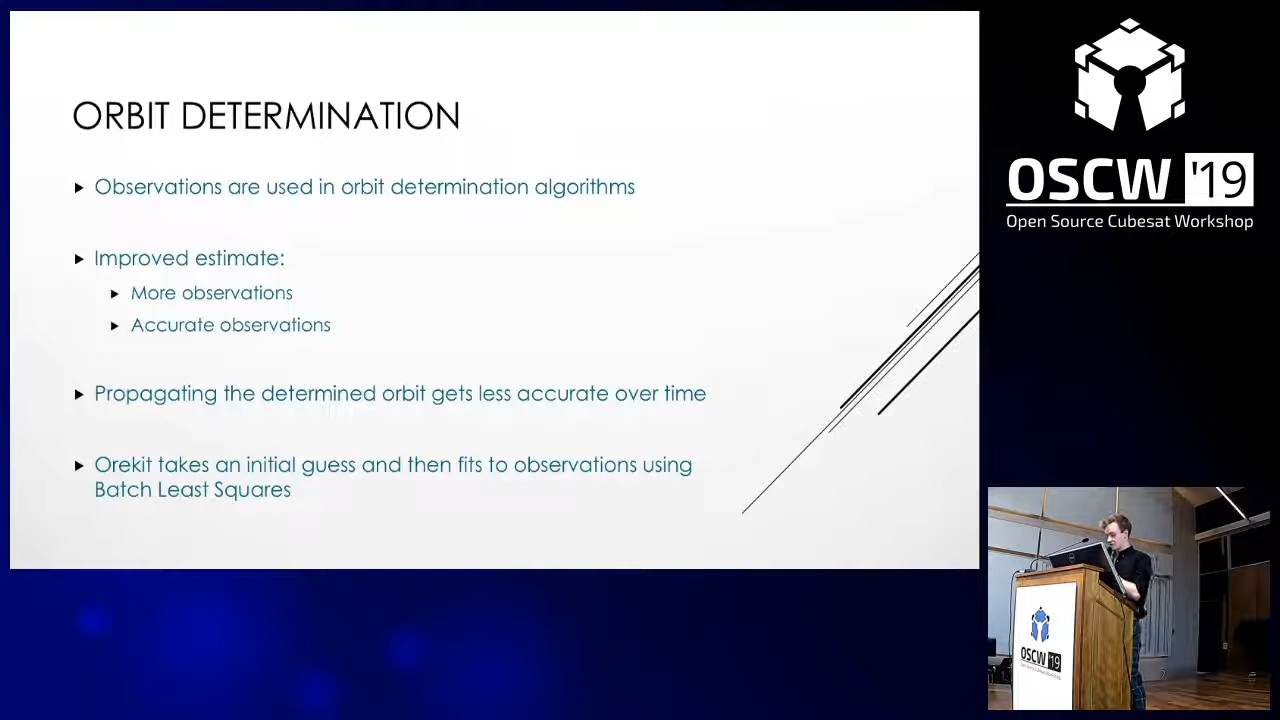 ORBIT DETERMINATION
Observations are used in orbit determination algorithms
Improved estimate:
More observations
Accurate observations
Propagating the determined orbit gets less accurate over time
Orekit takes an initial guess and then fits to observations using
Batch Least Squares
OSCW '19
Open Source Cubesat Workshop
OSCW '19